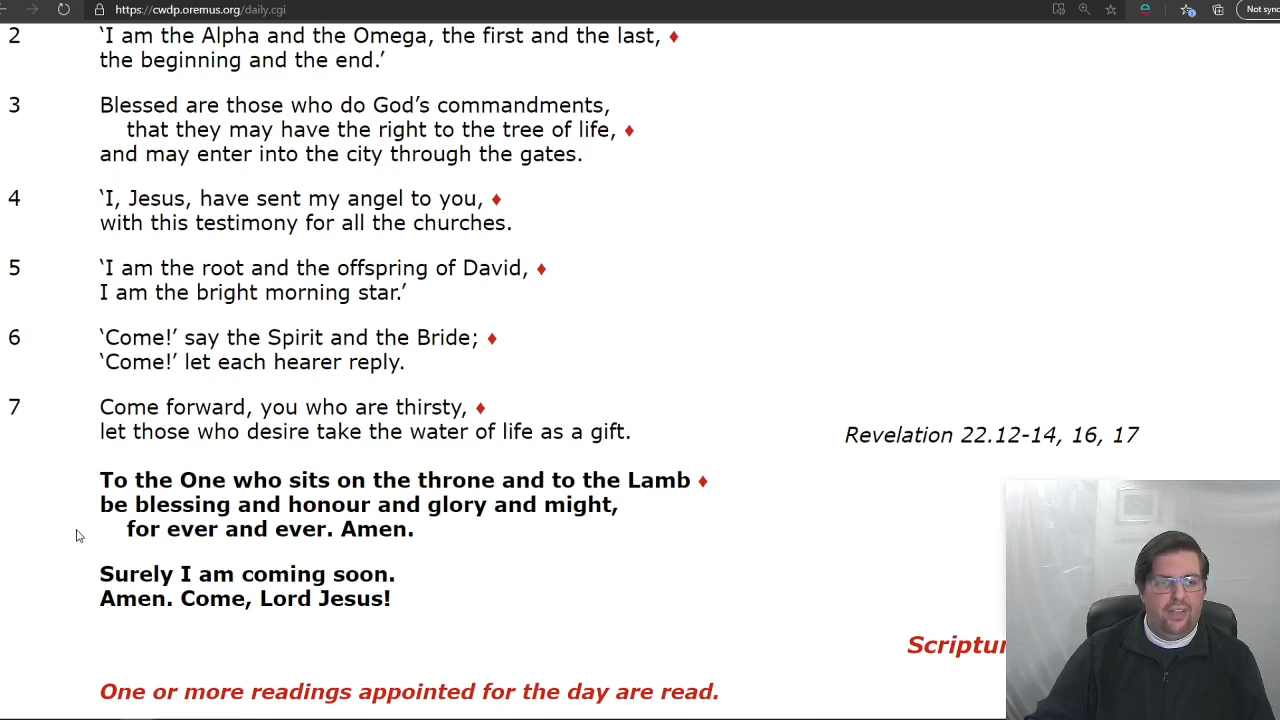 https://cwdp.oremus.org/daily.cgi
Not sync
2 ‘I am the Alpha and the Omega, the first and the last, ♦
the beginning and the end.’
3 Blessed are those who do God’s commandments,
that they may have the right to the tree of life, ♦
and may enter into the city through the gates.
4 ‘I, Jesus, have sent my angel to you, ♦
with this testimony for all the churches.
5 ‘I am the root and the offspring of David, ♦
I am the bright morning star.’
6 ‘Come!’ say the Spirit and the Bride; ♦
‘Come!’ let each hearer reply.
7 Come forward, you who are thirsty, ♦
let those who desire take the water of life as a gift.
Revelation 22.12-14, 16, 17
To the One who sits on the throne and to the Lamb ♦
be blessing and honour and glory and might,
for ever and ever. Amen.
Surely I am coming soon.
Amen. Come, Lord Jesus!
Scriptur
One or more readings appointed for the day are read.